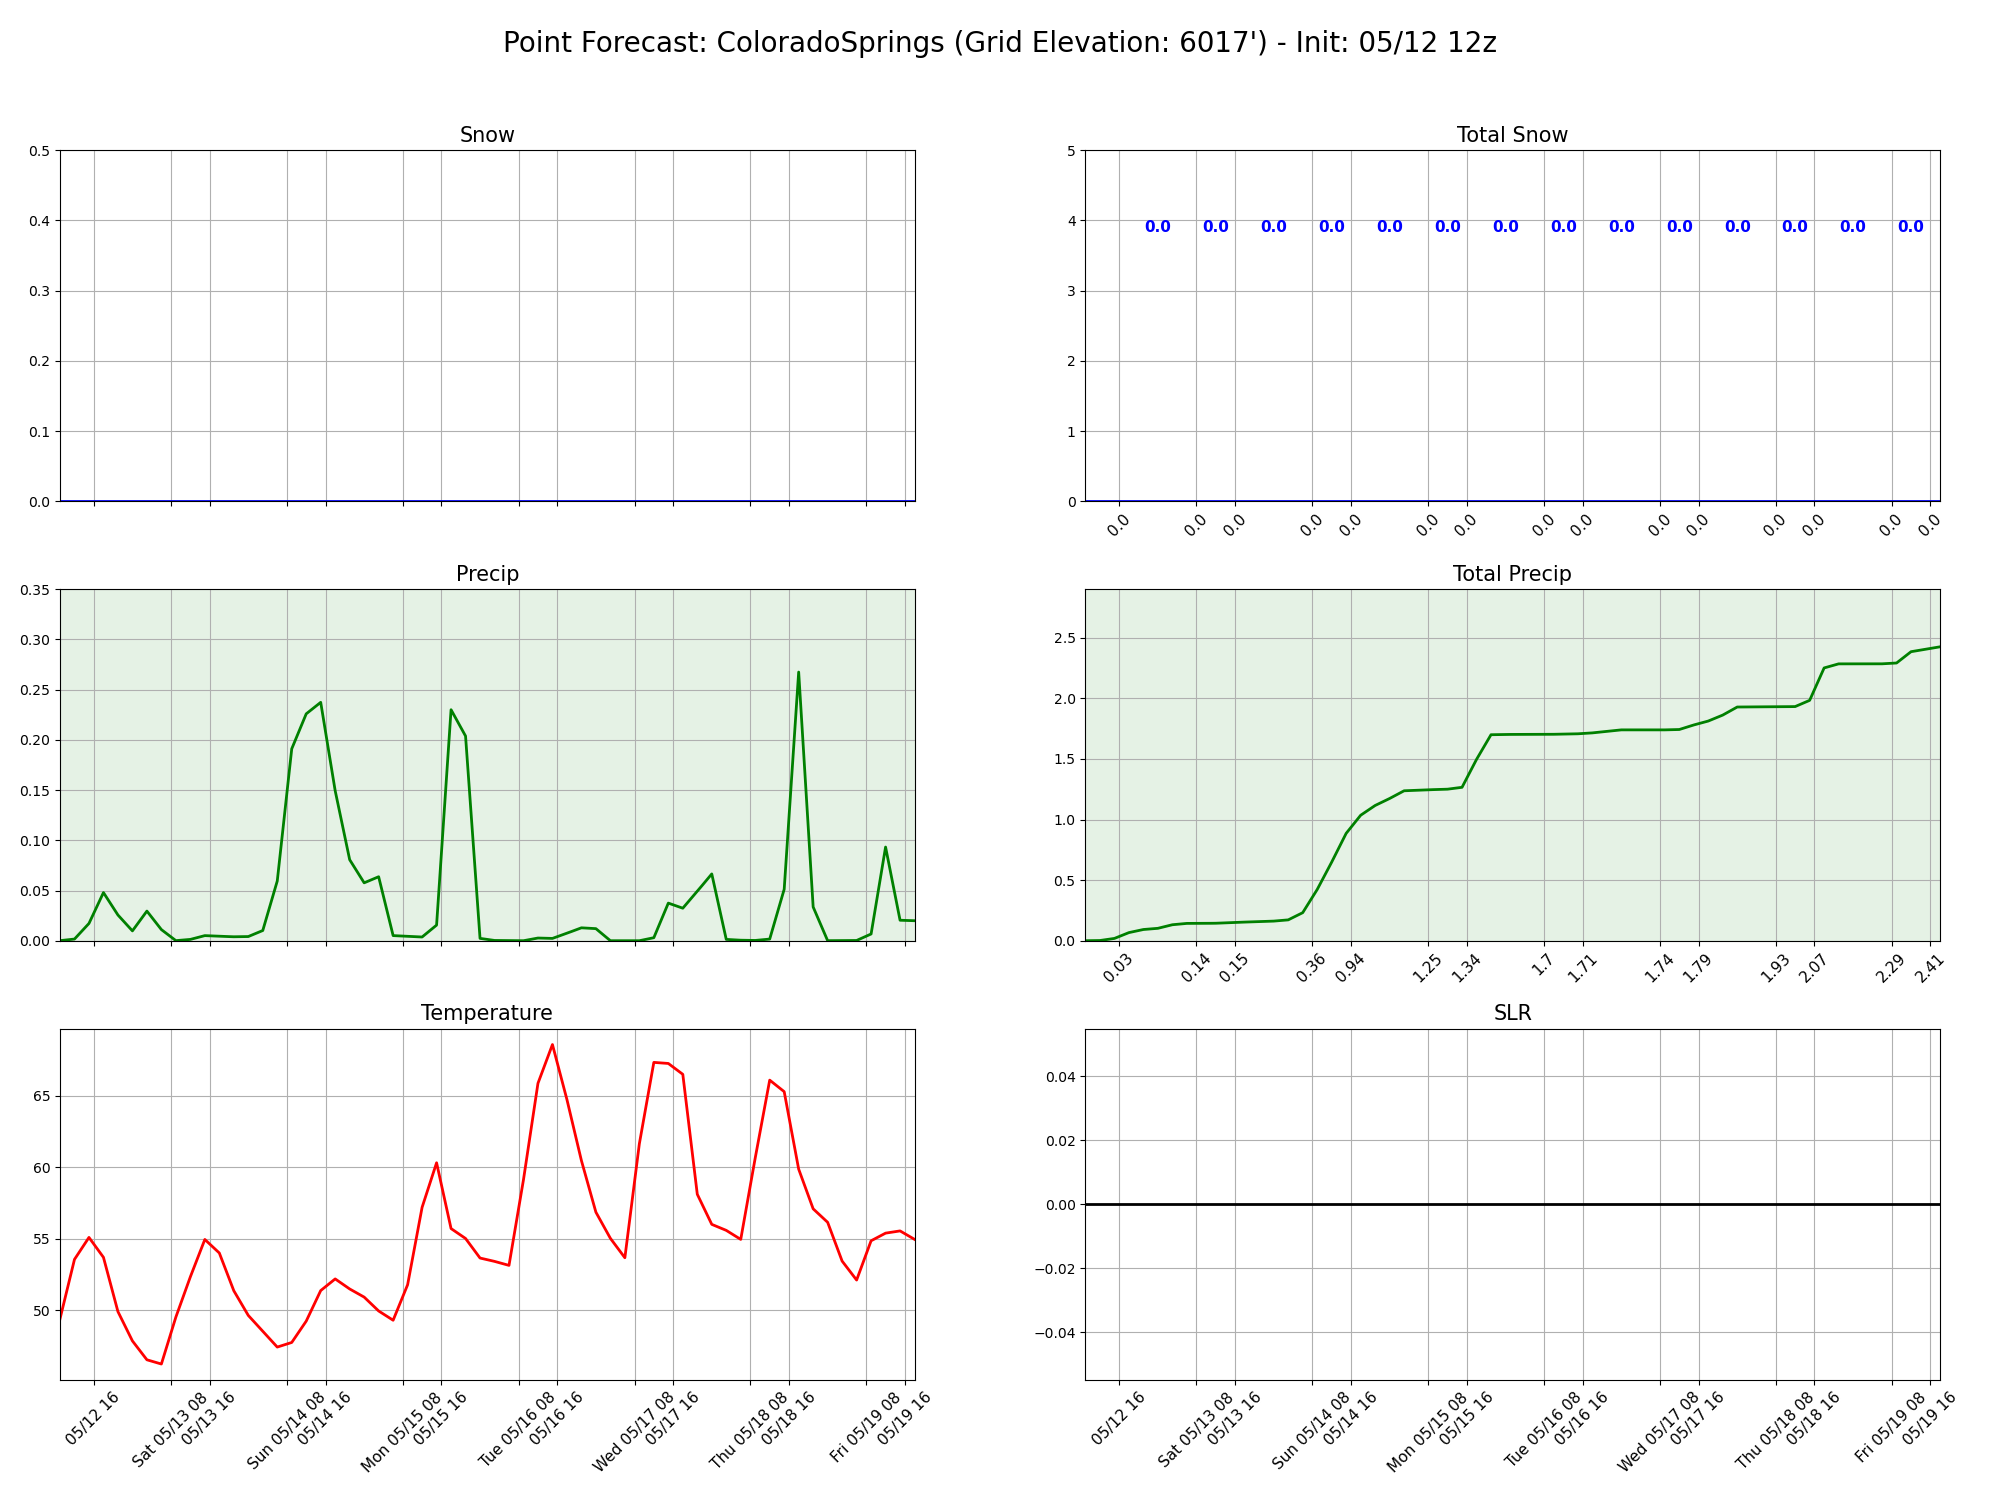 Point Forecast: ColoradoSprings (Grid Elevation: 6017') - Init: 05/12 12z
Snow
0.5
0.4
0.3
0.2
0.1
0.0
Total Snow
5
4
3
2
1
0
0.0 0.0 0.0 0.0 0.0 0.0 0.0 0.0 0.0 0.0 0.0 0.0 0.0 0.0
0.0 0.0 0.0 0.0 0.0 0.0 0.0 0.0 0.0 0.0 0.0 0.0 0.0 0.0 0.0
Precip
0.35
0.30
0.25
0.20
0.15
0.10
0.05
0.00
Total Precip
2.5
2.0
1.5
1.0
0.5
0.0
0.03 0.14 0.15 0.36 0.94 1.25 1.34 1.7 1.71 1.74 1.79 1.93 2.07 2.29 2.41
Temperature
65
60
55
50
05/12 16
Sat 05/13 08
05/13 16
Sun 05/14 08
05/14 16
Mon 05/15 08
05/15 16
Tue 05/16 08
05/16 16
Wed 05/17 08
05/17 16
Thu 05/18 08
05/18 16
Fri 05/19 08
05/19 16
SLR
0.04
0.02
0.00
−0.02
−0.04
05/12 16
Sat 05/13 08
05/13 16
Sun 05/14 08
05/14 16
Mon 05/15 08
05/15 16
Tue 05/16 08
05/16 16
Wed 05/17 08
05/17 16
Thu 05/18 08
05/18 16
Fri 05/19 08
05/19 16